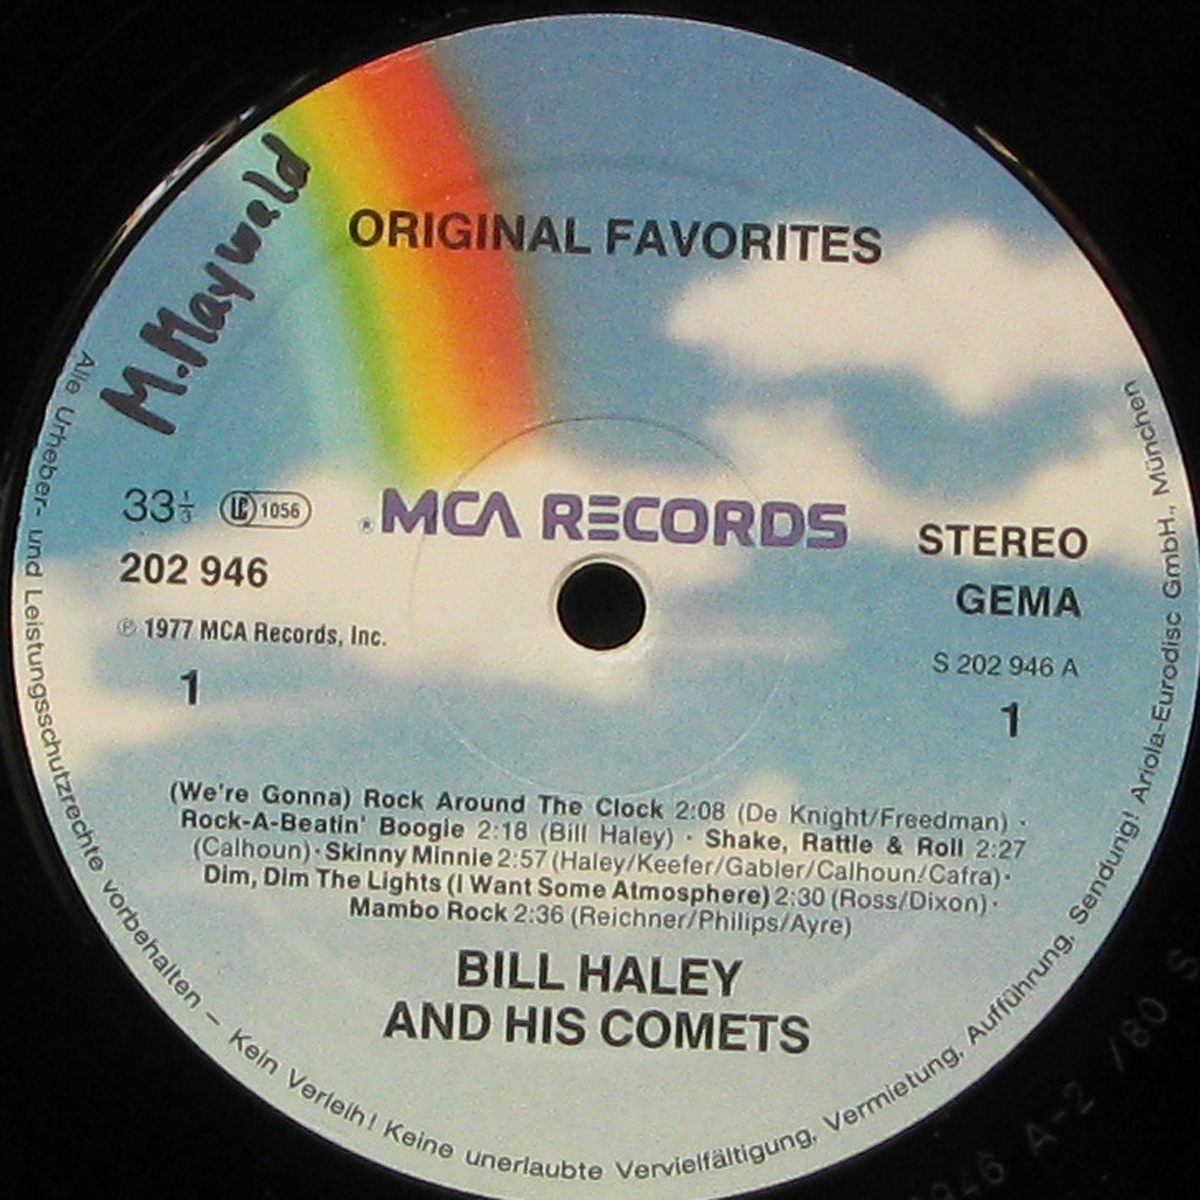 M. Maywald
ORIGINAL FAVORITES
33⅓ LC 1056
® MCA RECORDS
STEREO
202 946
GEMA
℗ 1977 MCA Records, Inc.
S 202 946 A
1
1
(We're Gonna) Rock Around The Clock 2:08 (De Knight/Freedman) ·
Rock-A-Beatin' Boogie 2:18 (Bill Haley) · Shake, Rattle & Roll 2:27
(Calhoun) · Skinny Minnie 2:57 (Haley/Keefer/Gabler/Calhoun/Cafra) ·
Dim, Dim The Lights (I Want Some Atmosphere) 2:30 (Ross/Dixon) ·
Mambo Rock 2:36 (Reichner/Philips/Ayre)
BILL HALEY
AND HIS COMETS
Alle Urheber- und Leistungsschutzrechte vorbehalten – Kein Verleih! Keine unerlaubte Vervielfältigung, Vermietung, Aufführung, Sendung! Ariola-Eurodisc GmbH., München
946 A-2 /80 S